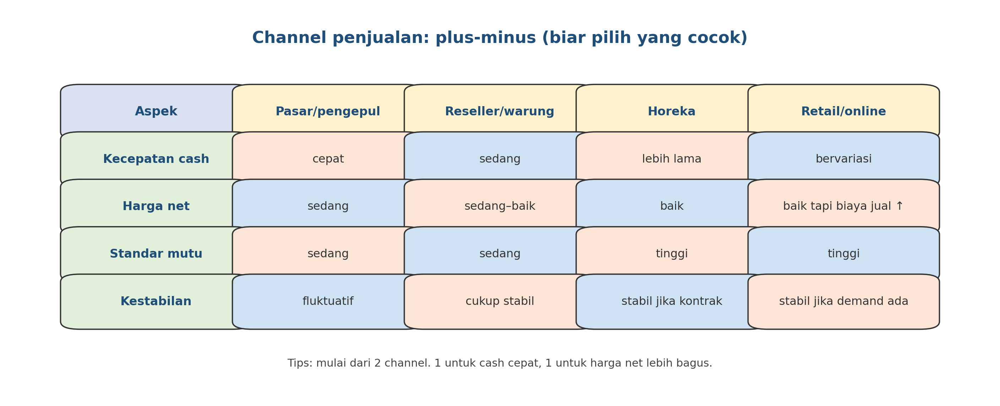 Channel penjualan: plus-minus (biar pilih yang cocok)
Aspek Pasar/pengepul Reseller/warung Horeka Retail/online
Kecepatan cash cepat sedang lebih lama bervariasi
Harga net sedang sedang–baik baik baik tapi biaya jual ↑
Standar mutu sedang sedang tinggi tinggi
Kestabilan fluktuatif cukup stabil stabil jika kontrak stabil jika demand ada
Tips: mulai dari 2 channel. 1 untuk cash cepat, 1 untuk harga net lebih bagus.